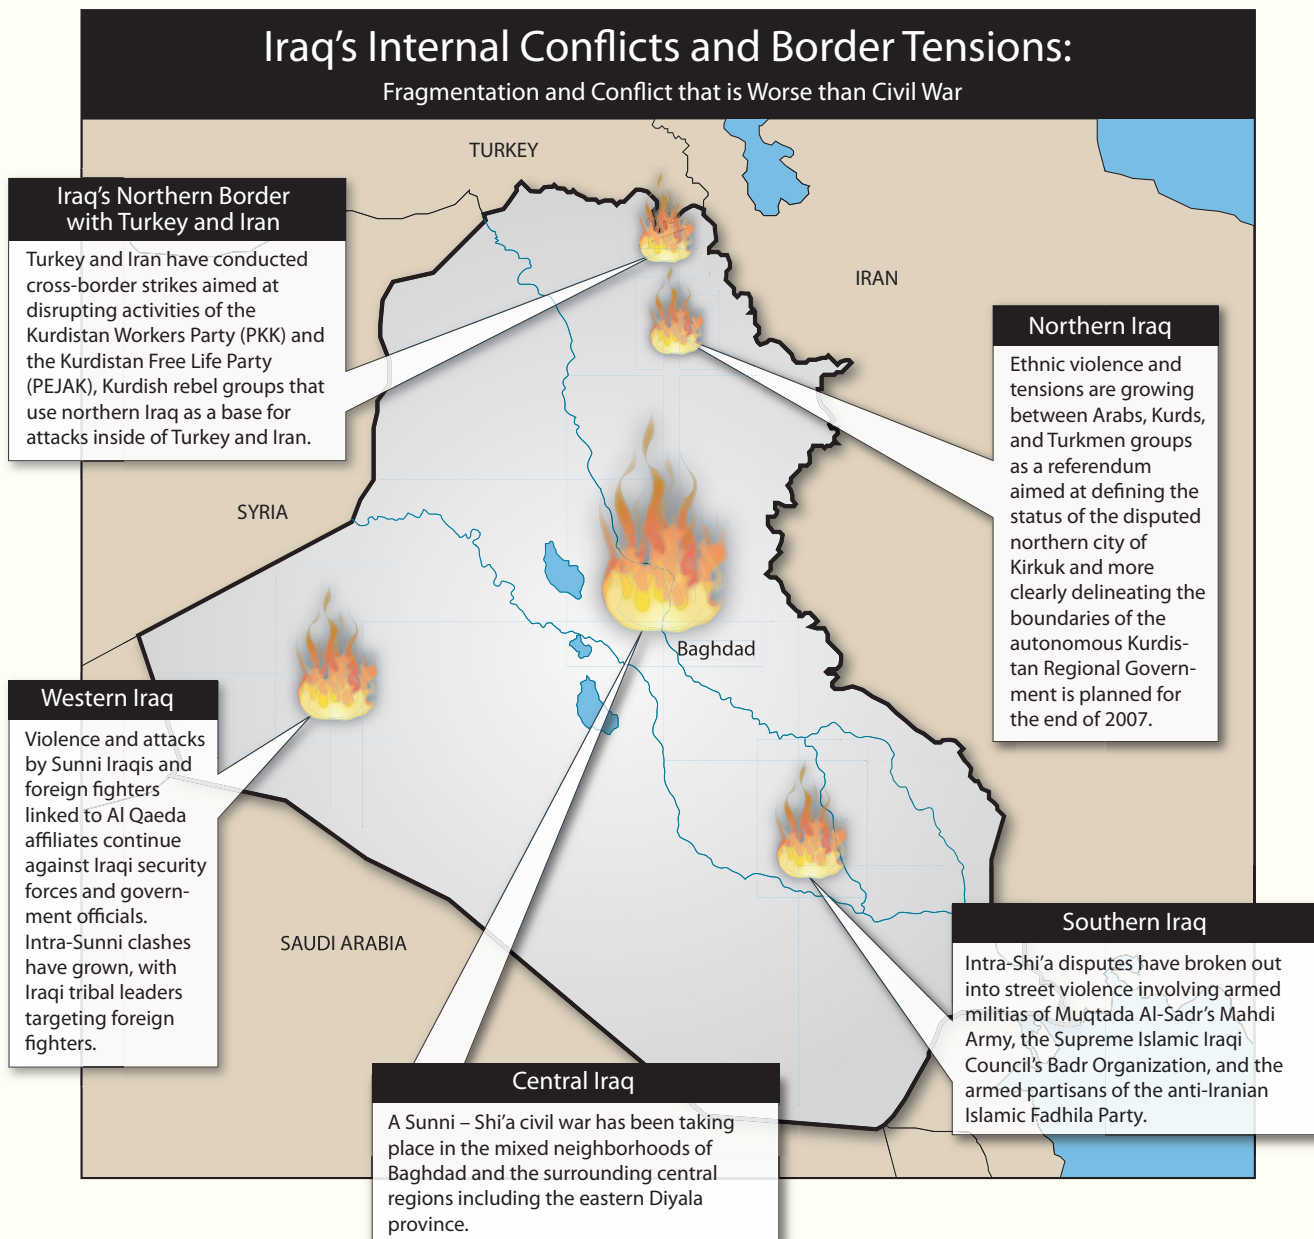 Iraq's Internal Conflicts and Border Tensions:
Fragmentation and Conflict that is Worse than Civil War
TURKEY
Iraq's Northern Border
with Turkey and Iran
Turkey and Iran have conducted
cross-border strikes aimed at
disrupting activities of the
Kurdistan Workers Party (PKK) and
the Kurdistan Free Life Party
(PEJAK), Kurdish rebel groups that
use northern Iraq as a base for
attacks inside of Turkey and Iran.
IRAN
Northern Iraq
Ethnic violence and
tensions are growing
between Arabs, Kurds,
and Turkmen groups
as a referendum
aimed at defining the
status of the disputed
northern city of
Kirkuk and more
clearly delineating the
boundaries of the
autonomous Kurdis-
tan Regional Govern-
ment is planned for
the end of 2007.
SYRIA
Baghdad
Western Iraq
Violence and attacks
by Sunni Iraqis and
foreign fighters
linked to Al Qaeda
affiliates continue
against Iraqi security
forces and govern-
ment officials.
Intra-Sunni clashes
have grown, with
Iraqi tribal leaders
targeting foreign
fighters.
SAUDI ARABIA
Southern Iraq
Intra-Shi'a disputes have broken out
into street violence involving armed
militias of Muqtada Al-Sadr's Mahdi
Army, the Supreme Islamic Iraqi
Council's Badr Organization, and the
armed partisans of the anti-Iranian
Islamic Fadhila Party.
Central Iraq
A Sunni – Shi'a civil war has been taking
place in the mixed neighborhoods of
Baghdad and the surrounding central
regions including the eastern Diyala
province.